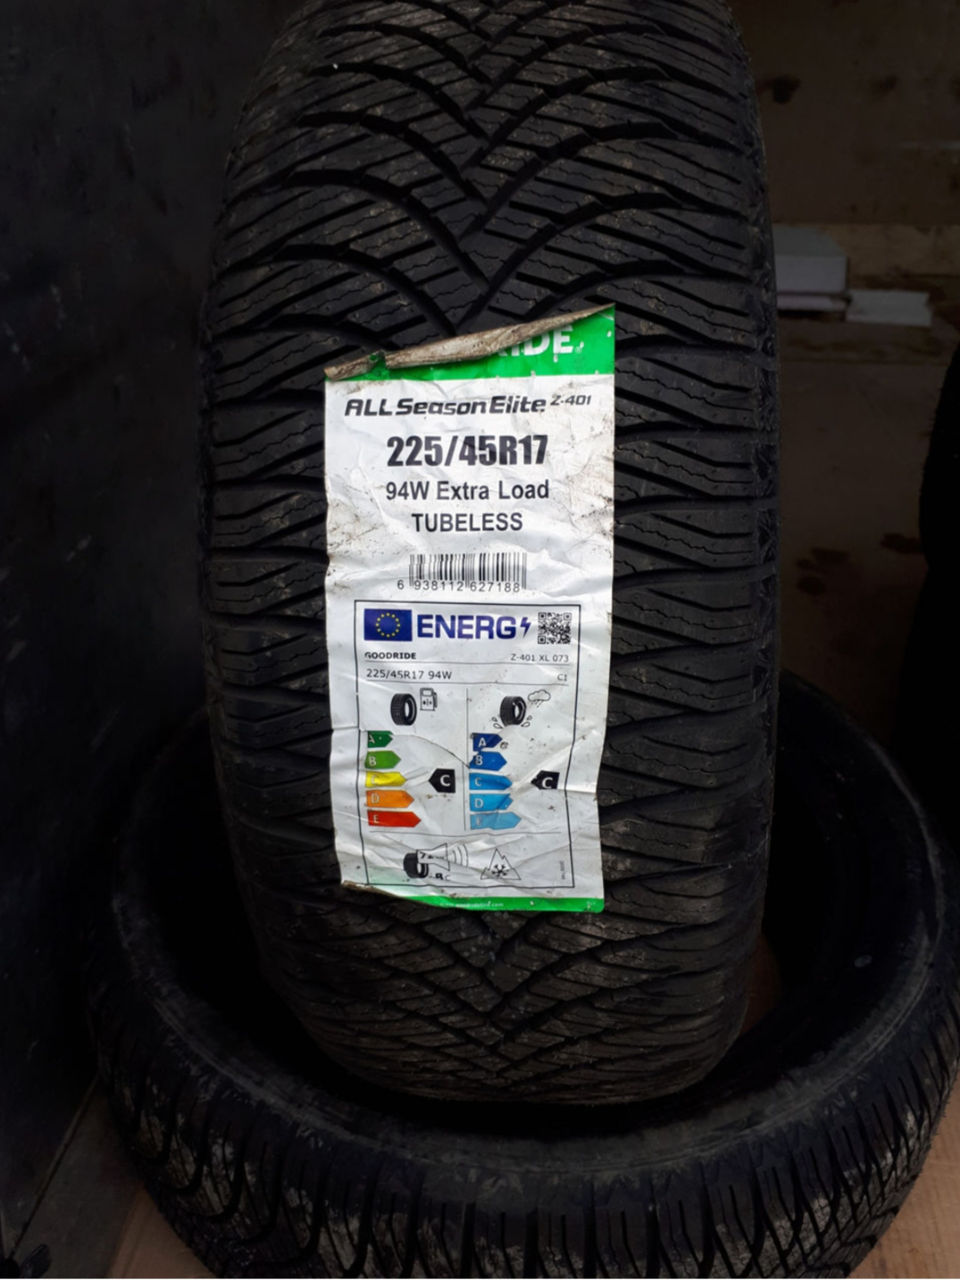 RIDE
ALL Season Elite Z-401
225/45R17
94W Extra Load
TUBELESS
6 938112 627188
ENERG
GOODRIDE Z-401 XL 073
225/45R17 94W C1
A A
B B
C C C
D D
E E